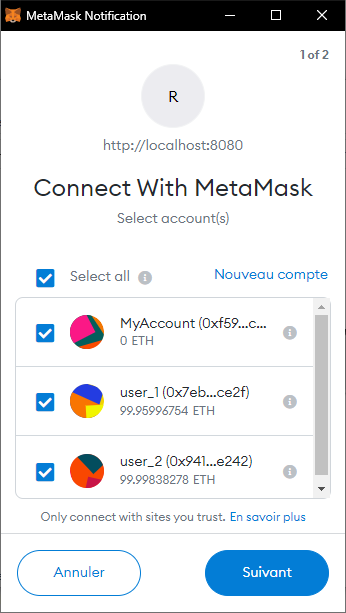 MetaMask Notification
1 of 2
R
http://localhost:8080
Connect With MetaMask
Select account(s)
Select all
Nouveau compte
MyAccount (0xf59...c...
0 ETH
user_1 (0x7eb...ce2f)
99.95996754 ETH
user_2 (0x941...e242)
99.99838278 ETH
Only connect with sites you trust. En savoir plus
Annuler
Suivant